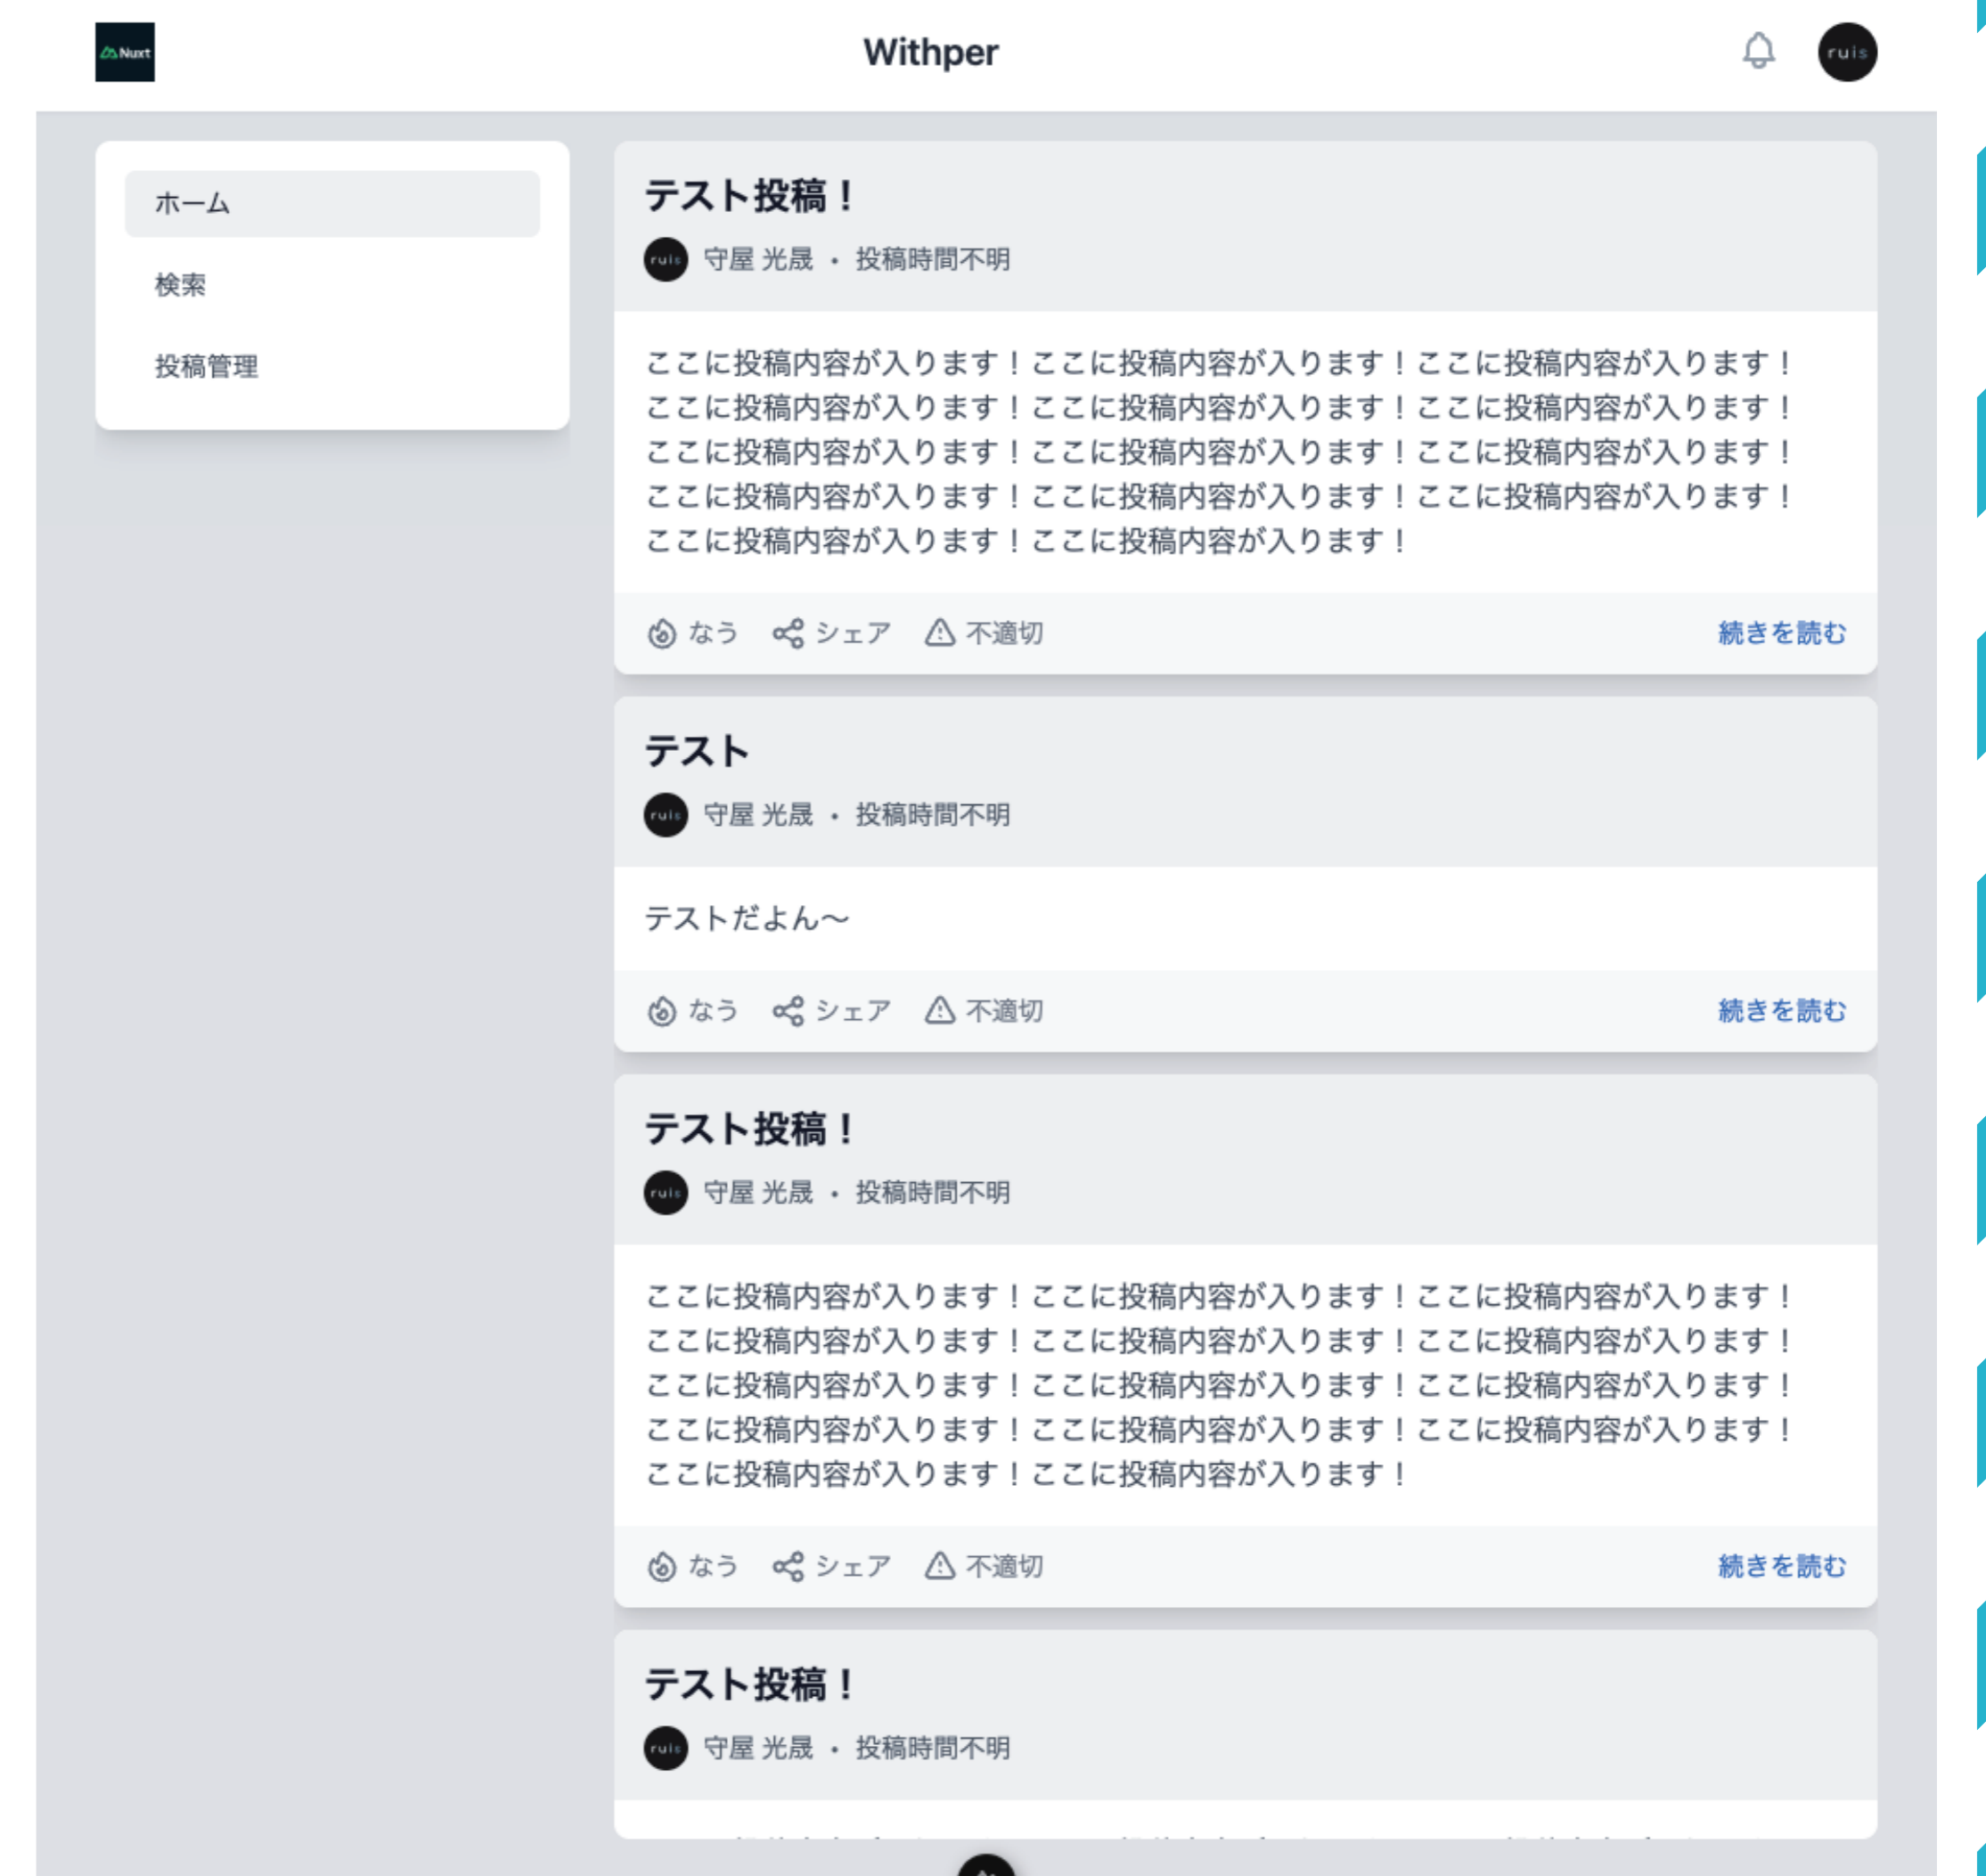 Nuxt
Withper
ruis
ホーム
検索
投稿管理
テスト投稿！
ruis 守屋 光晟 • 投稿時間不明
ここに投稿内容が入ります！ここに投稿内容が入ります！ここに投稿内容が入ります！
ここに投稿内容が入ります！ここに投稿内容が入ります！ここに投稿内容が入ります！
ここに投稿内容が入ります！ここに投稿内容が入ります！ここに投稿内容が入ります！
ここに投稿内容が入ります！ここに投稿内容が入ります！ここに投稿内容が入ります！
ここに投稿内容が入ります！ここに投稿内容が入ります！
なう シェア 不適切 続きを読む
テスト
ruis 守屋 光晟 • 投稿時間不明
テストだよん〜
なう シェア 不適切 続きを読む
テスト投稿！
ruis 守屋 光晟 • 投稿時間不明
ここに投稿内容が入ります！ここに投稿内容が入ります！ここに投稿内容が入ります！
ここに投稿内容が入ります！ここに投稿内容が入ります！ここに投稿内容が入ります！
ここに投稿内容が入ります！ここに投稿内容が入ります！ここに投稿内容が入ります！
ここに投稿内容が入ります！ここに投稿内容が入ります！ここに投稿内容が入ります！
ここに投稿内容が入ります！ここに投稿内容が入ります！
なう シェア 不適切 続きを読む
テスト投稿！
ruis 守屋 光晟 • 投稿時間不明